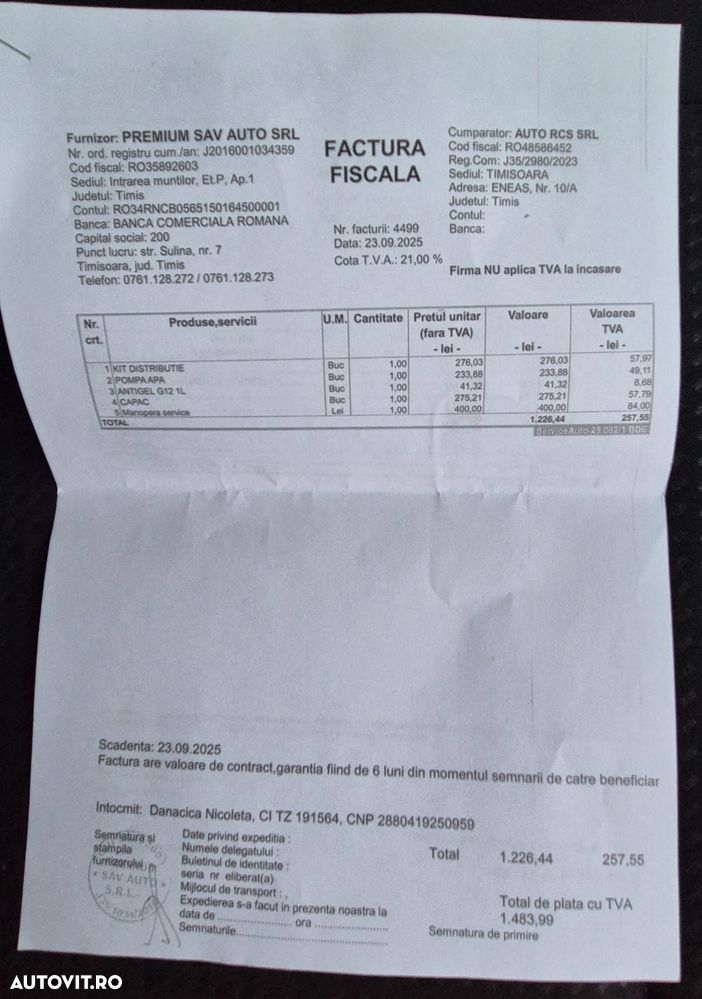 Furnizor: PREMIUM SAV AUTO SRL
Nr. ord. registru cum./an: J2016001034359
Cod fiscal: RO35892603
Sediul: Intrarea muntilor, Et.P, Ap.1
Judetul: Timis
Contul: RO34RNCB0565150164500001
Banca: BANCA COMERCIALA ROMANA
Capital social: 200
Punct lucru: str. Sulina, nr. 7
Timisoara, jud. Timis
Telefon: 0761.128.272 / 0761.128.273
FACTURA
FISCALA
Nr. facturii: 4499
Data: 23.09.2025
Cota T.V.A.: 21,00 %
Cumparator: AUTO RCS SRL
Cod fiscal: RO48586452
Reg.Com: J35/2980/2023
Sediul: TIMISOARA
Adresa: ENEAS, Nr. 10/A
Judetul: Timis
Contul: -
Banca:
Firma NU aplica TVA la incasare
Nr. crt. Produse,servicii U.M. Cantitate Pretul unitar (fara TVA) - lei - Valoare - lei - Valoarea TVA - lei -
1 KIT DISTRIBUTIE Buc 1,00 276,03 276,03 57,97
2 POMPA APA Buc 1,00 233,88 233,88 49,11
3 ANTIGEL G12 1L Buc 1,00 41,32 41,32 8,68
4 CAPAC Buc 1,00 275,21 275,21 57,79
5 Manopera service Lei 1,00 400,00 400,00 84,00
TOTAL 1.226,44 257,55
ServiceAuto 25.082/1 BDE
Scadenta: 23.09.2025
Factura are valoare de contract,garantia fiind de 6 luni din momentul semnarii de catre beneficiar
Intocmit: Danacica Nicoleta, CI TZ 191564, CNP 2880419250959
Semnatura si
stampila
furnizorului
* SAV AUTO *
S.R.L.
Date privind expeditia :
Numele delegatului :
Buletinul de identitate :
seria nr eliberat(a)
Mijlocul de transport : ,
Expedierea s-a facut in prezenta noastra la
data de ...................... ora ......................
Semnaturile..............................................
Total 1.226,44 257,55
Total de plata cu TVA
1.483,99
Semnatura de primire
AUTOVIT.RO